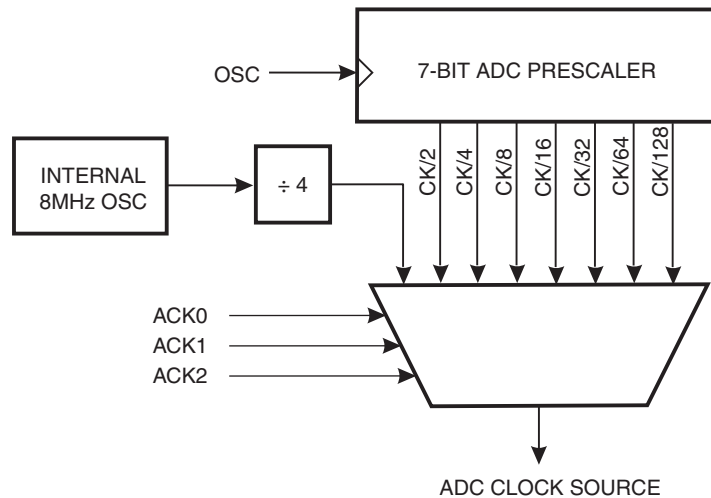 OSC
7-BIT ADC PRESCALER
CK/2
CK/4
CK/8
CK/16
CK/32
CK/64
CK/128
INTERNAL
8MHz OSC
÷ 4
ACK0
ACK1
ACK2
ADC CLOCK SOURCE